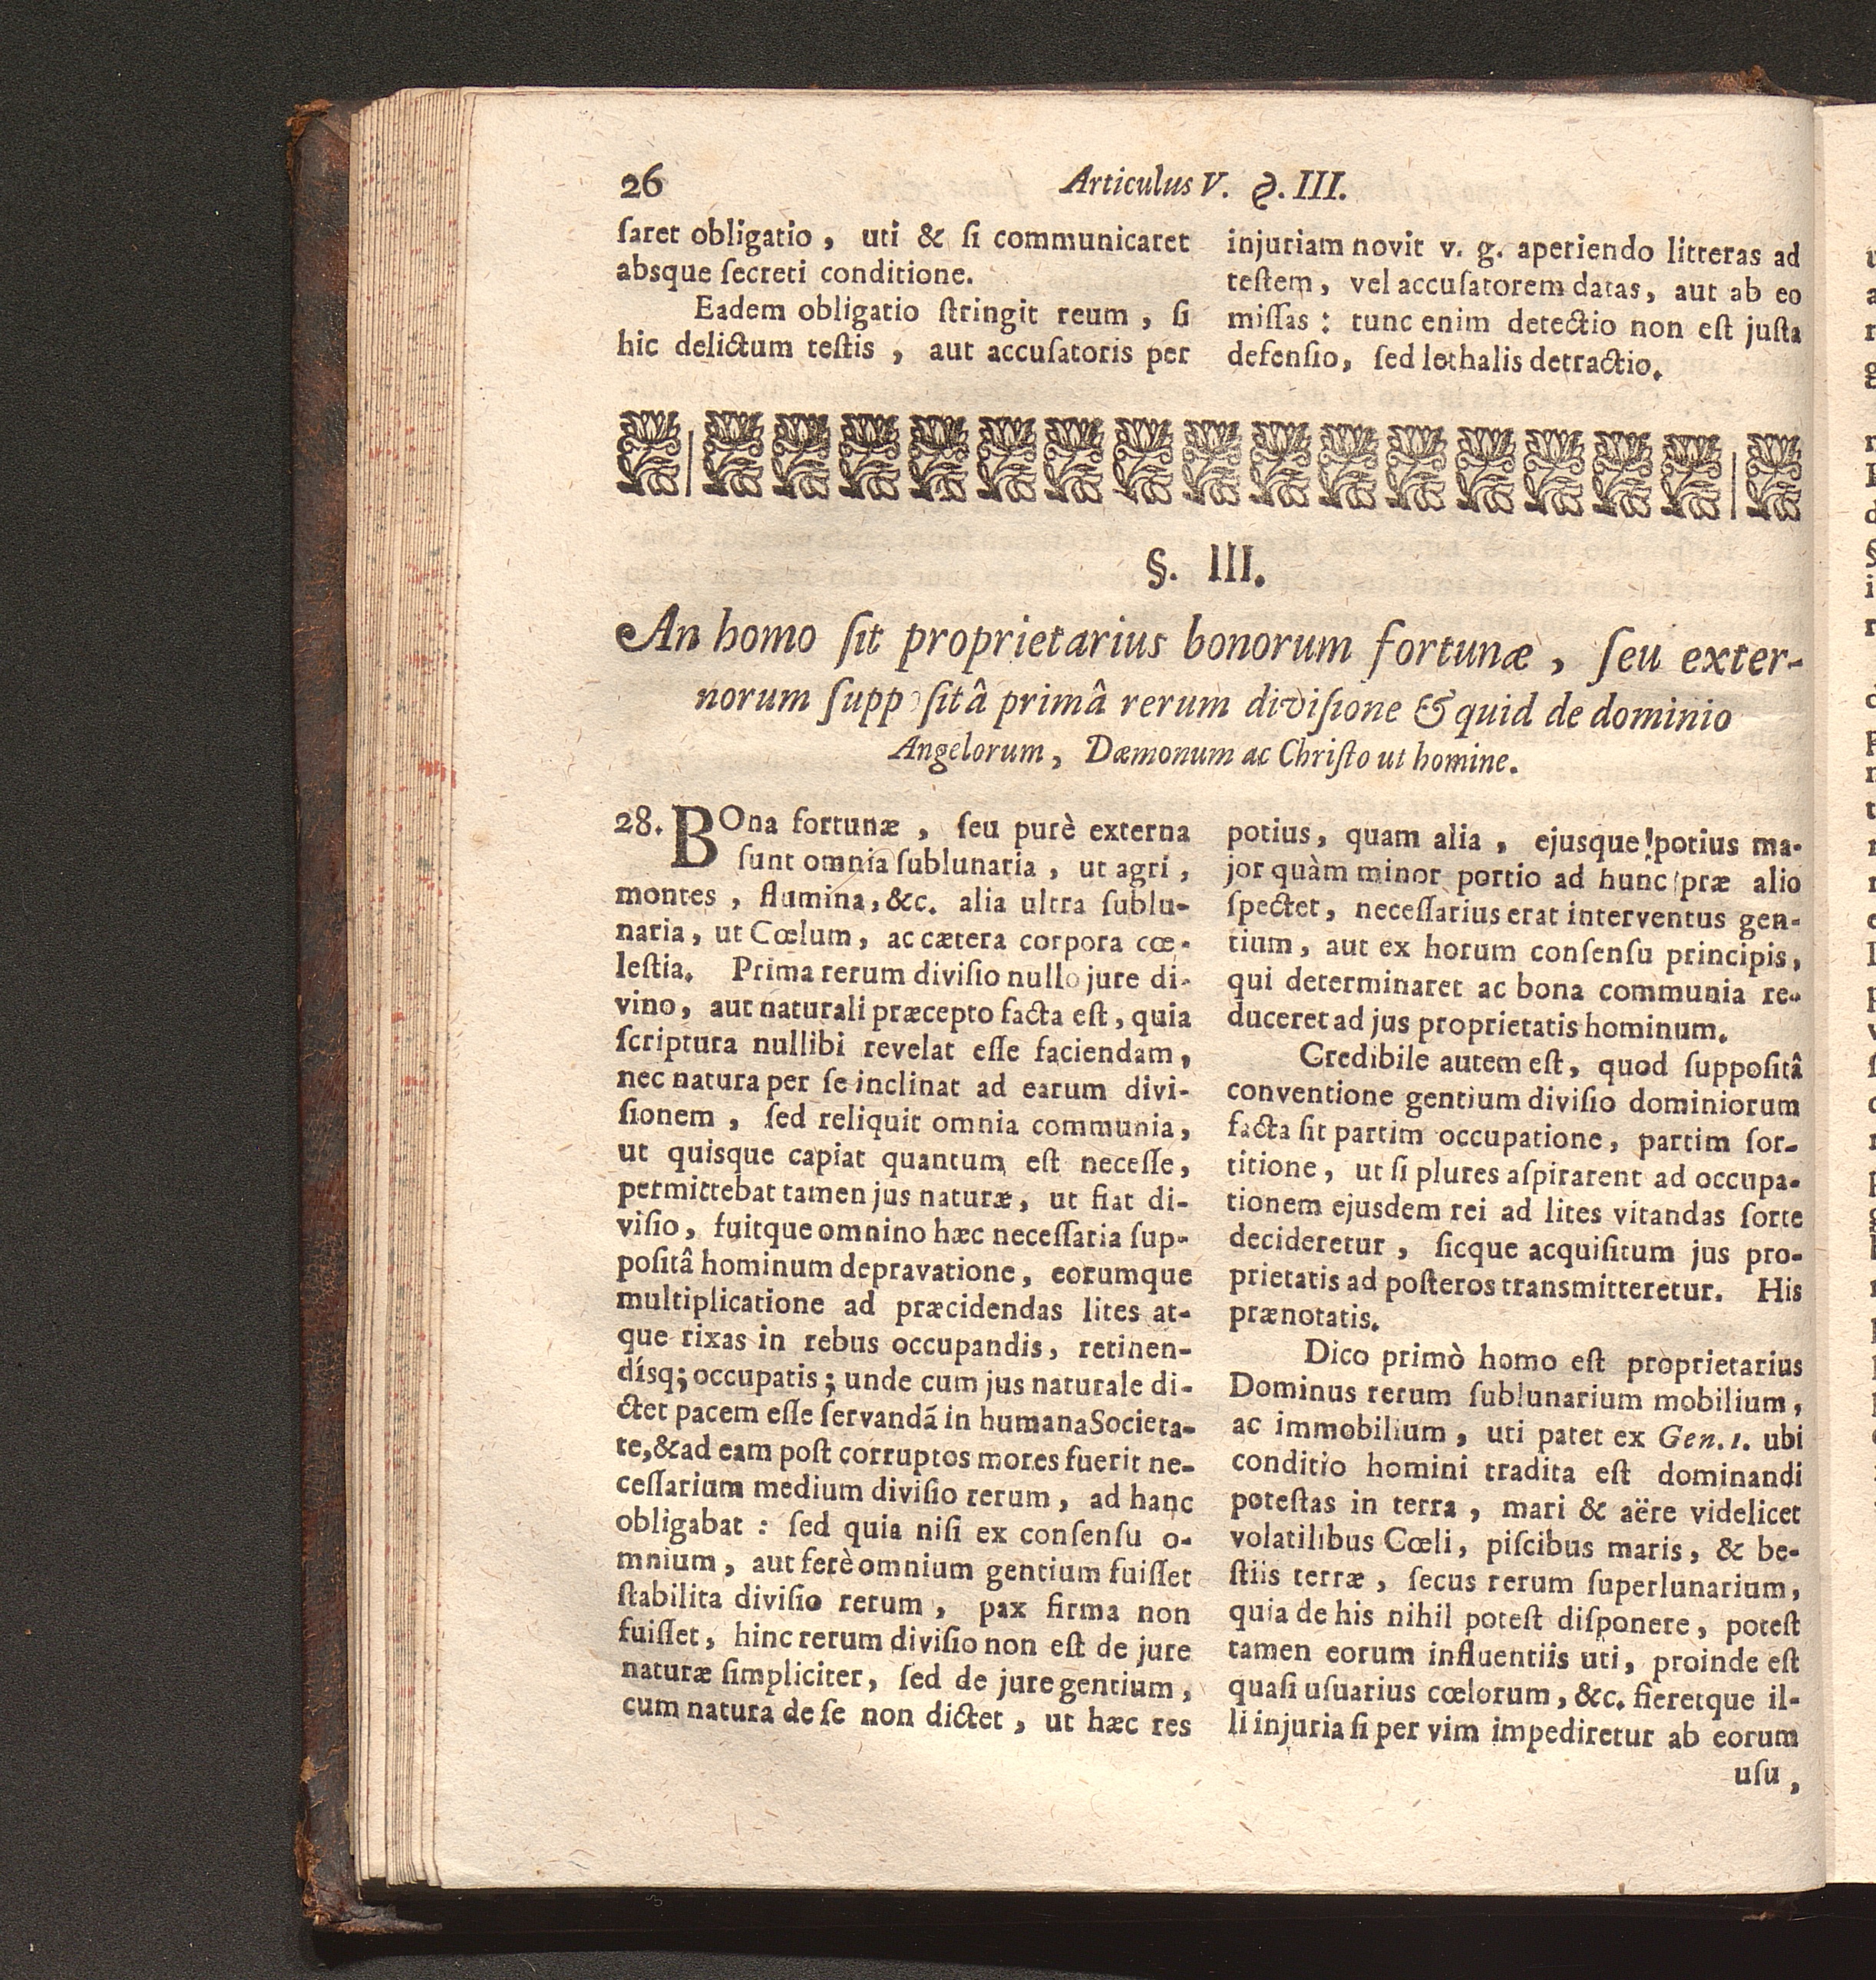 26
Articulus V. §. III.
ſaret obligatio , uti & ſi communicaret
absque ſecreti conditione.
Eadem obligatio ſtringit reum , ſi
hic delictum teſtis , aut accuſatoris per
injuriam novit v. g. aperiendo litteras ad
teſtem, vel accuſatorem datas, aut ab eo
miſſas : tunc enim detectio non eſt juſta
defenſio, ſed lethalis detractio.
§. III.
An homo ſit proprietarius bonorum fortunæ , ſeu exter-
norum ſuppoſitâ primâ rerum diviſione & quid de dominio
Angelorum, Dæmonum ac Chriſto ut homine.
28. BOna fortunæ , ſeu purè externa
ſunt omnia ſublunaria , ut agri ,
montes , flumina, &c. alia ultra ſublu-
naria, ut Cœlum, ac cætera corpora cœ-
leſtia. Prima rerum diviſio nullo jure di-
vino, aut naturali præcepto facta eſt, quia
ſcriptura nullibi revelat eſſe faciendam,
nec natura per ſe inclinat ad earum divi-
ſionem , ſed reliquit omnia communia,
ut quisque capiat quantum eſt neceſſe,
permittebat tamen jus naturæ, ut fiat di-
viſio, fuitque omnino hæc neceſſaria ſup-
poſitâ hominum depravatione, eorumque
multiplicatione ad præcidendas lites at-
que rixas in rebus occupandis, retinen-
dísq; occupatis ; unde cum jus naturale di-
ctet pacem eſſe ſervandã in humana Societa-
te, & ad eam poſt corruptos mores fuerit ne-
ceſſarium medium diviſio rerum, ad hanc
obligabat : ſed quia niſi ex conſenſu o-
mnium, aut ferè omnium gentium fuiſſet
ſtabilita diviſio rerum, pax firma non
fuiſſet, hinc rerum diviſio non eſt de jure
naturæ ſimpliciter, ſed de jure gentium,
cum natura de ſe non dictet, ut hæc res
potius, quam alia , ejusque potius ma-
jor quàm minor portio ad hunc præ alio
ſpectet, neceſſarius erat interventus gen-
tium, aut ex horum conſenſu principis,
qui determinaret ac bona communia re-
duceret ad jus proprietatis hominum.
Credibile autem eſt, quod ſuppoſitâ
conventione gentium diviſio dominiorum
facta ſit partim occupatione, partim ſor-
titione, ut ſi plures aſpirarent ad occupa-
tionem ejusdem rei ad lites vitandas ſorte
decideretur , ſicque acquiſitum jus pro-
prietatis ad poſteros transmitteretur. His
prænotatis.
Dico primò homo eſt proprietarius
Dominus rerum ſublunarium mobilium,
ac immobilium, uti patet ex Gen. 1. ubi
conditio homini tradita eſt dominandi
poteſtas in terra , mari & aëre videlicet
volatilibus Cœli, piſcibus maris, & be-
ſtiis terræ , ſecus rerum ſuperlunarium,
quia de his nihil poteſt diſponere, poteſt
tamen eorum influentiis uti, proinde eſt
quaſi uſuarius cœlorum, &c. fieretque il-
li injuria ſi per vim impediretur ab eorum
uſu ,